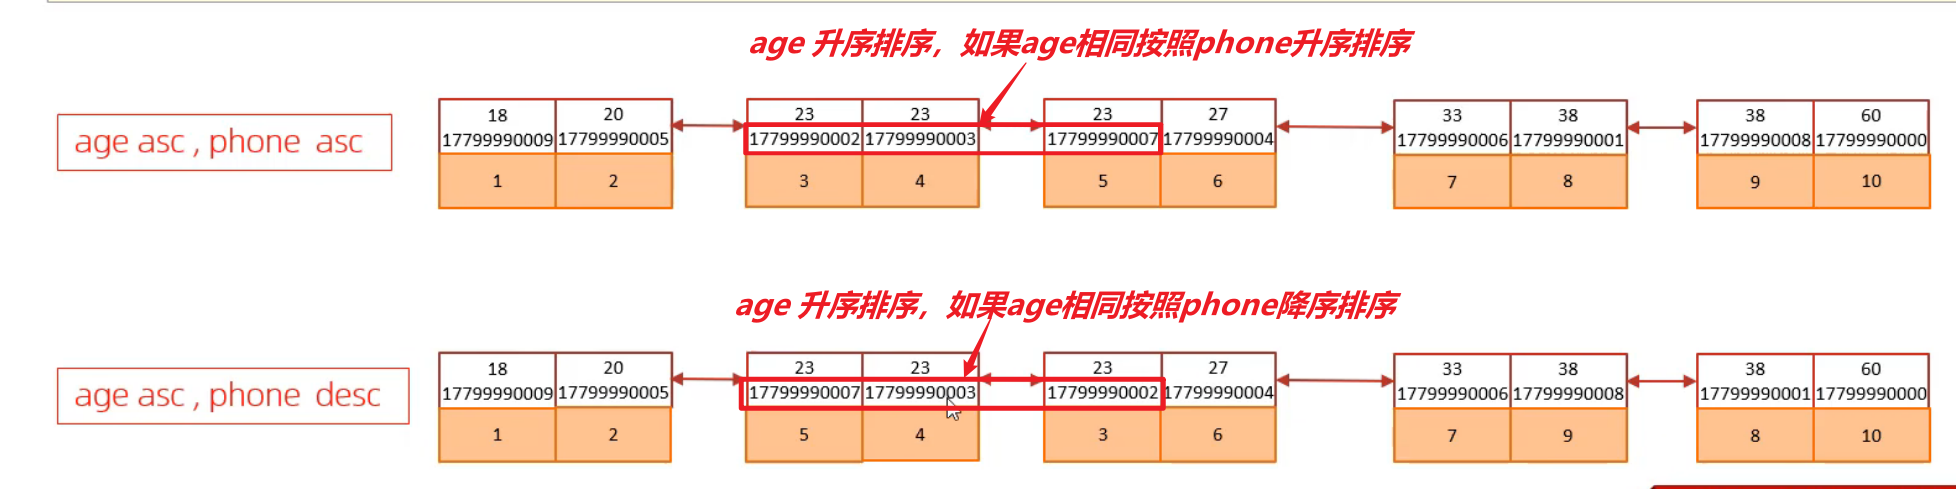 age 升序排序，如果age相同按照phone升序排序
age asc , phone asc
18 20 23 23 23 27 33 38 38 60
17799990009 17799990005 17799990002 17799990003 17799990007 17799990004 17799990006 17799990001 17799990008 17799990000
1 2 3 4 5 6 7 8 9 10
age 升序排序，如果age相同按照phone降序排序
age asc , phone desc
18 20 23 23 23 27 33 38 38 60
17799990009 17799990005 17799990007 17799990003 17799990002 17799990004 17799990006 17799990008 17799990001 17799990000
1 2 5 4 3 6 7 9 8 10